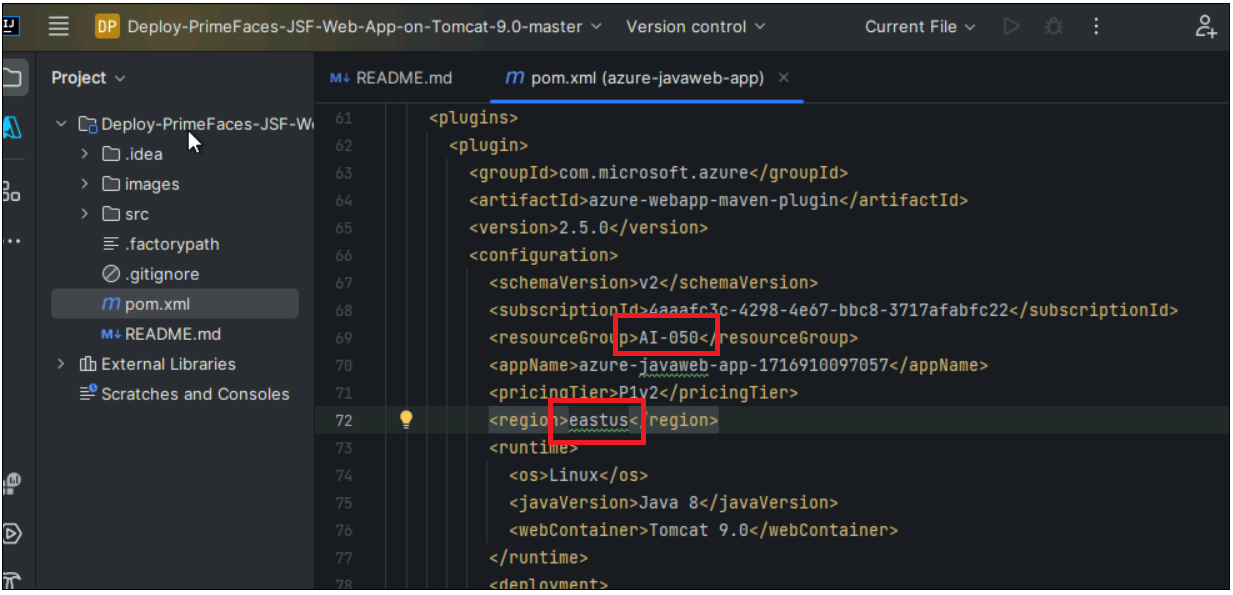 IJ
DP Deploy-PrimeFaces-JSF-Web-App-on-Tomcat-9.0-master Version control Current File
Project
README.md pom.xml (azure-javaweb-app)
Deploy-PrimeFaces-JSF-W
.idea
images
src
.factorypath
.gitignore
m pom.xml
M↓ README.md
External Libraries
Scratches and Consoles
61 <plugins>
62 <plugin>
63 <groupId>com.microsoft.azure</groupId>
64 <artifactId>azure-webapp-maven-plugin</artifactId>
65 <version>2.5.0</version>
66 <configuration>
67 <schemaVersion>v2</schemaVersion>
68 <subscriptionId>4aaafc3c-4298-4e67-bbc8-3717afabfc22</subscriptionId>
69 <resourceGroup>AI-050</resourceGroup>
70 <appName>azure-javaweb-app-1716910097057</appName>
71 <pricingTier>P1v2</pricingTier>
72 <region>eastus</region>
73 <runtime>
74 <os>Linux</os>
75 <javaVersion>Java 8</javaVersion>
76 <webContainer>Tomcat 9.0</webContainer>
77 </runtime>
78 <deployment>